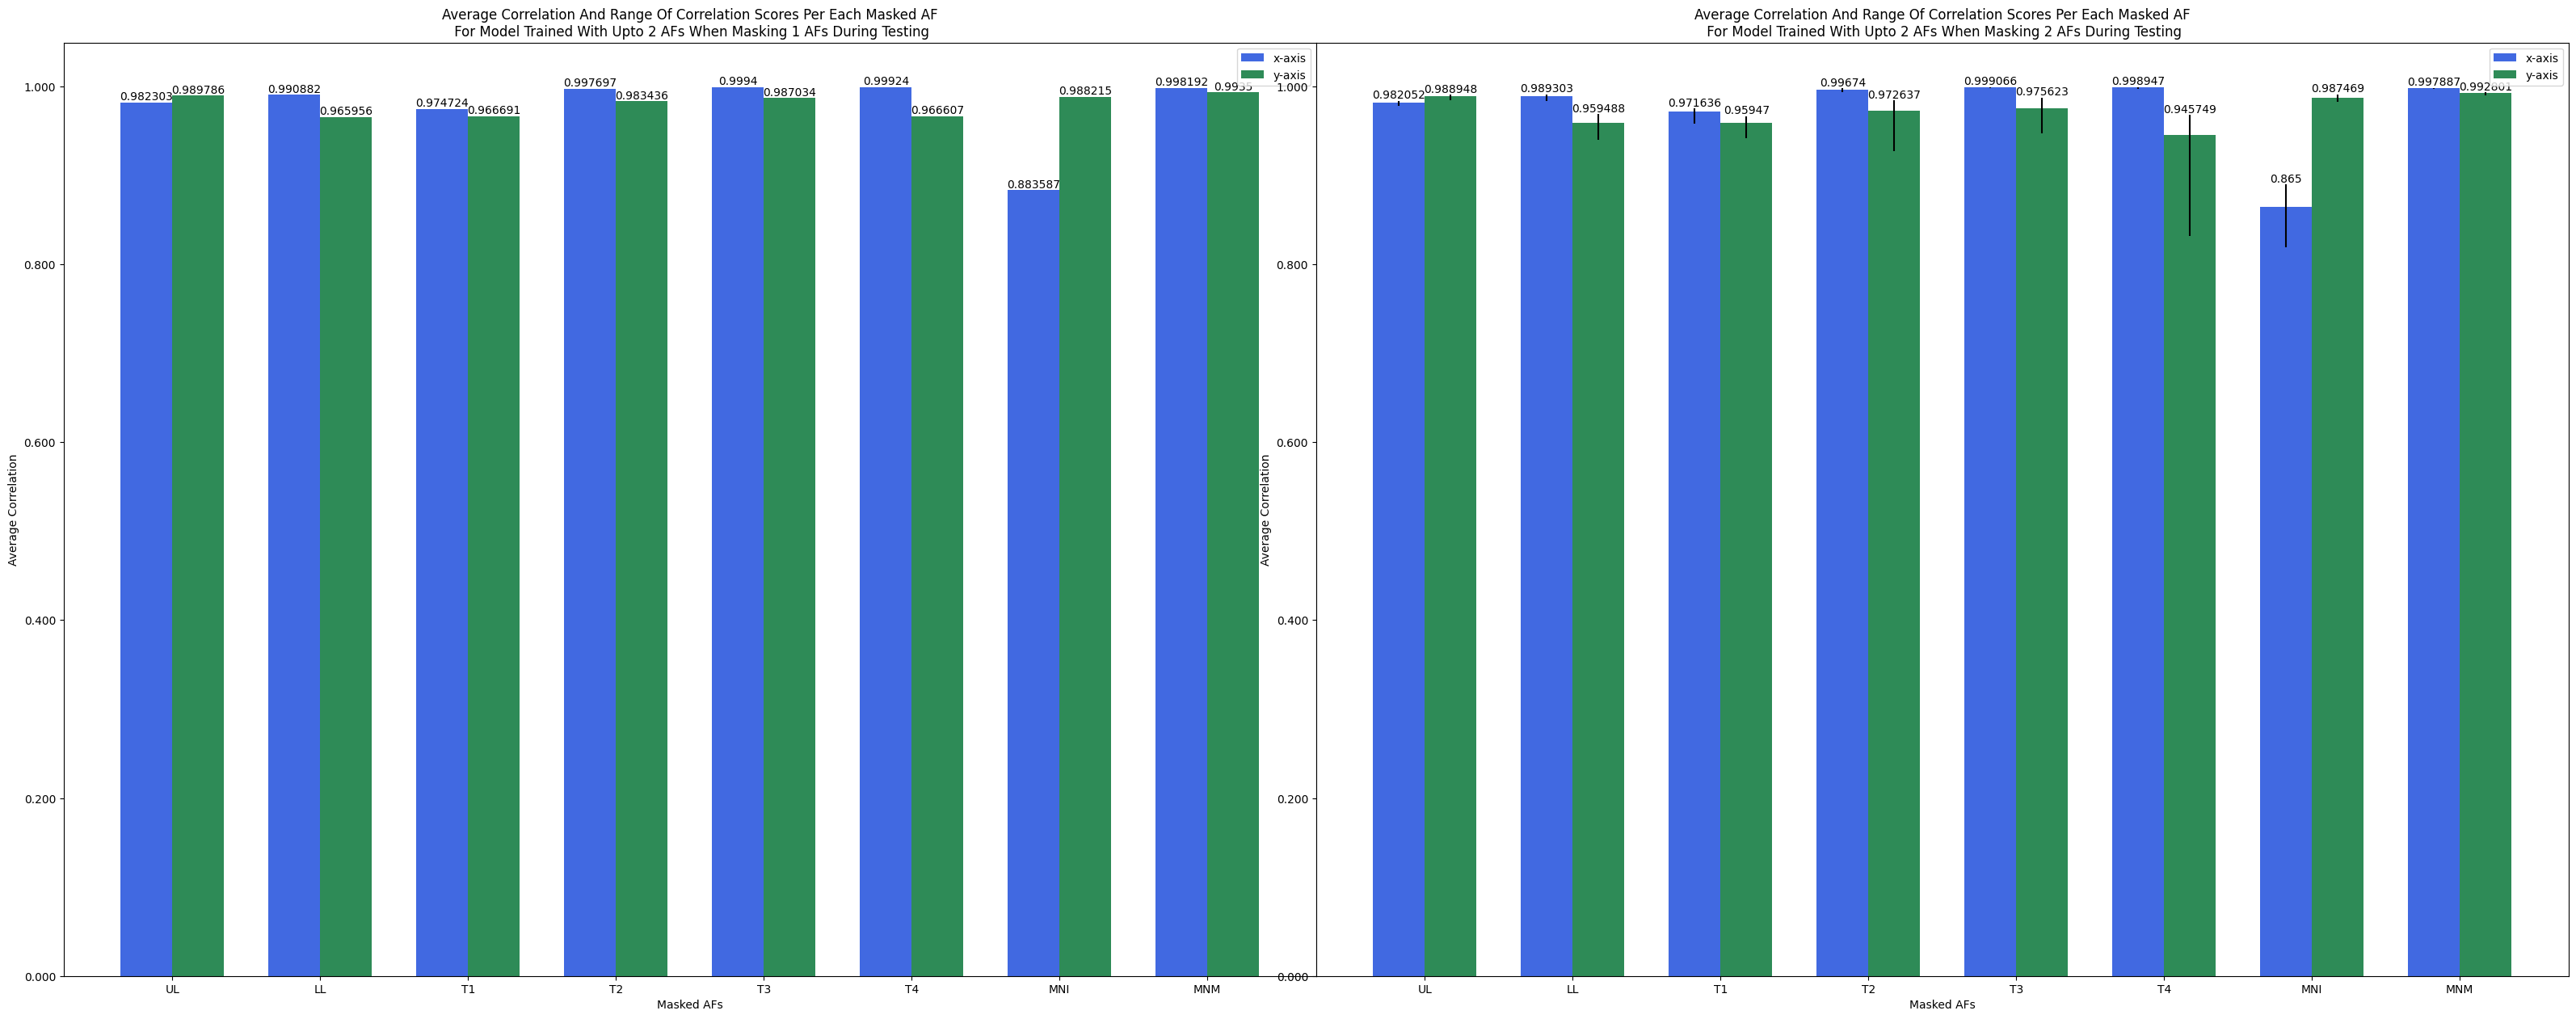 Average Correlation And Range Of Correlation Scores Per Each Masked AF
For Model Trained With Upto 2 AFs When Masking 1 AFs During Testing
x-axis
y-axis
1.000
0.800
0.600
0.400
0.200
0.000
Average Correlation
0.982303
0.989786
0.990882
0.965956
0.974724
0.966691
0.997697
0.983436
0.9994
0.987034
0.99924
0.966607
0.883587
0.988215
0.998192
0.9935
UL
LL
T1
T2
T3
T4
MNI
MNM
Masked AFs
Average Correlation And Range Of Correlation Scores Per Each Masked AF
For Model Trained With Upto 2 AFs When Masking 2 AFs During Testing
x-axis
y-axis
1.000
0.800
0.600
0.400
0.200
0.000
Average Correlation
0.982052
0.988948
0.989303
0.959488
0.971636
0.95947
0.99674
0.972637
0.999066
0.975623
0.998947
0.945749
0.865
0.987469
0.997887
0.992801
UL
LL
T1
T2
T3
T4
MNI
MNM
Masked AFs